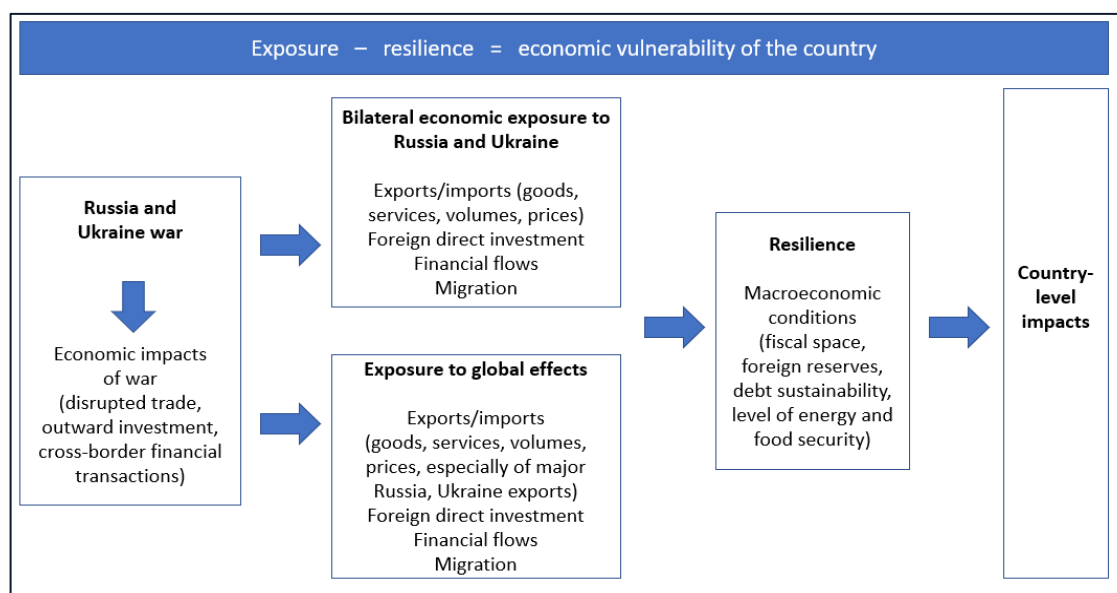 Exposure – resilience = economic vulnerability of the country
Russia and
Ukraine war
Economic impacts
of war
(disrupted trade,
outward investment,
cross-border financial
transactions)
Bilateral economic exposure to
Russia and Ukraine
Exports/imports (goods,
services, volumes, prices)
Foreign direct investment
Financial flows
Migration
Exposure to global effects
Exports/imports
(goods, services, volumes,
prices, especially of major
Russia, Ukraine exports)
Foreign direct investment
Financial flows
Migration
Resilience
Macroeconomic
conditions
(fiscal space,
foreign reserves,
debt sustainability,
level of energy and
food security)
Country-
level
impacts